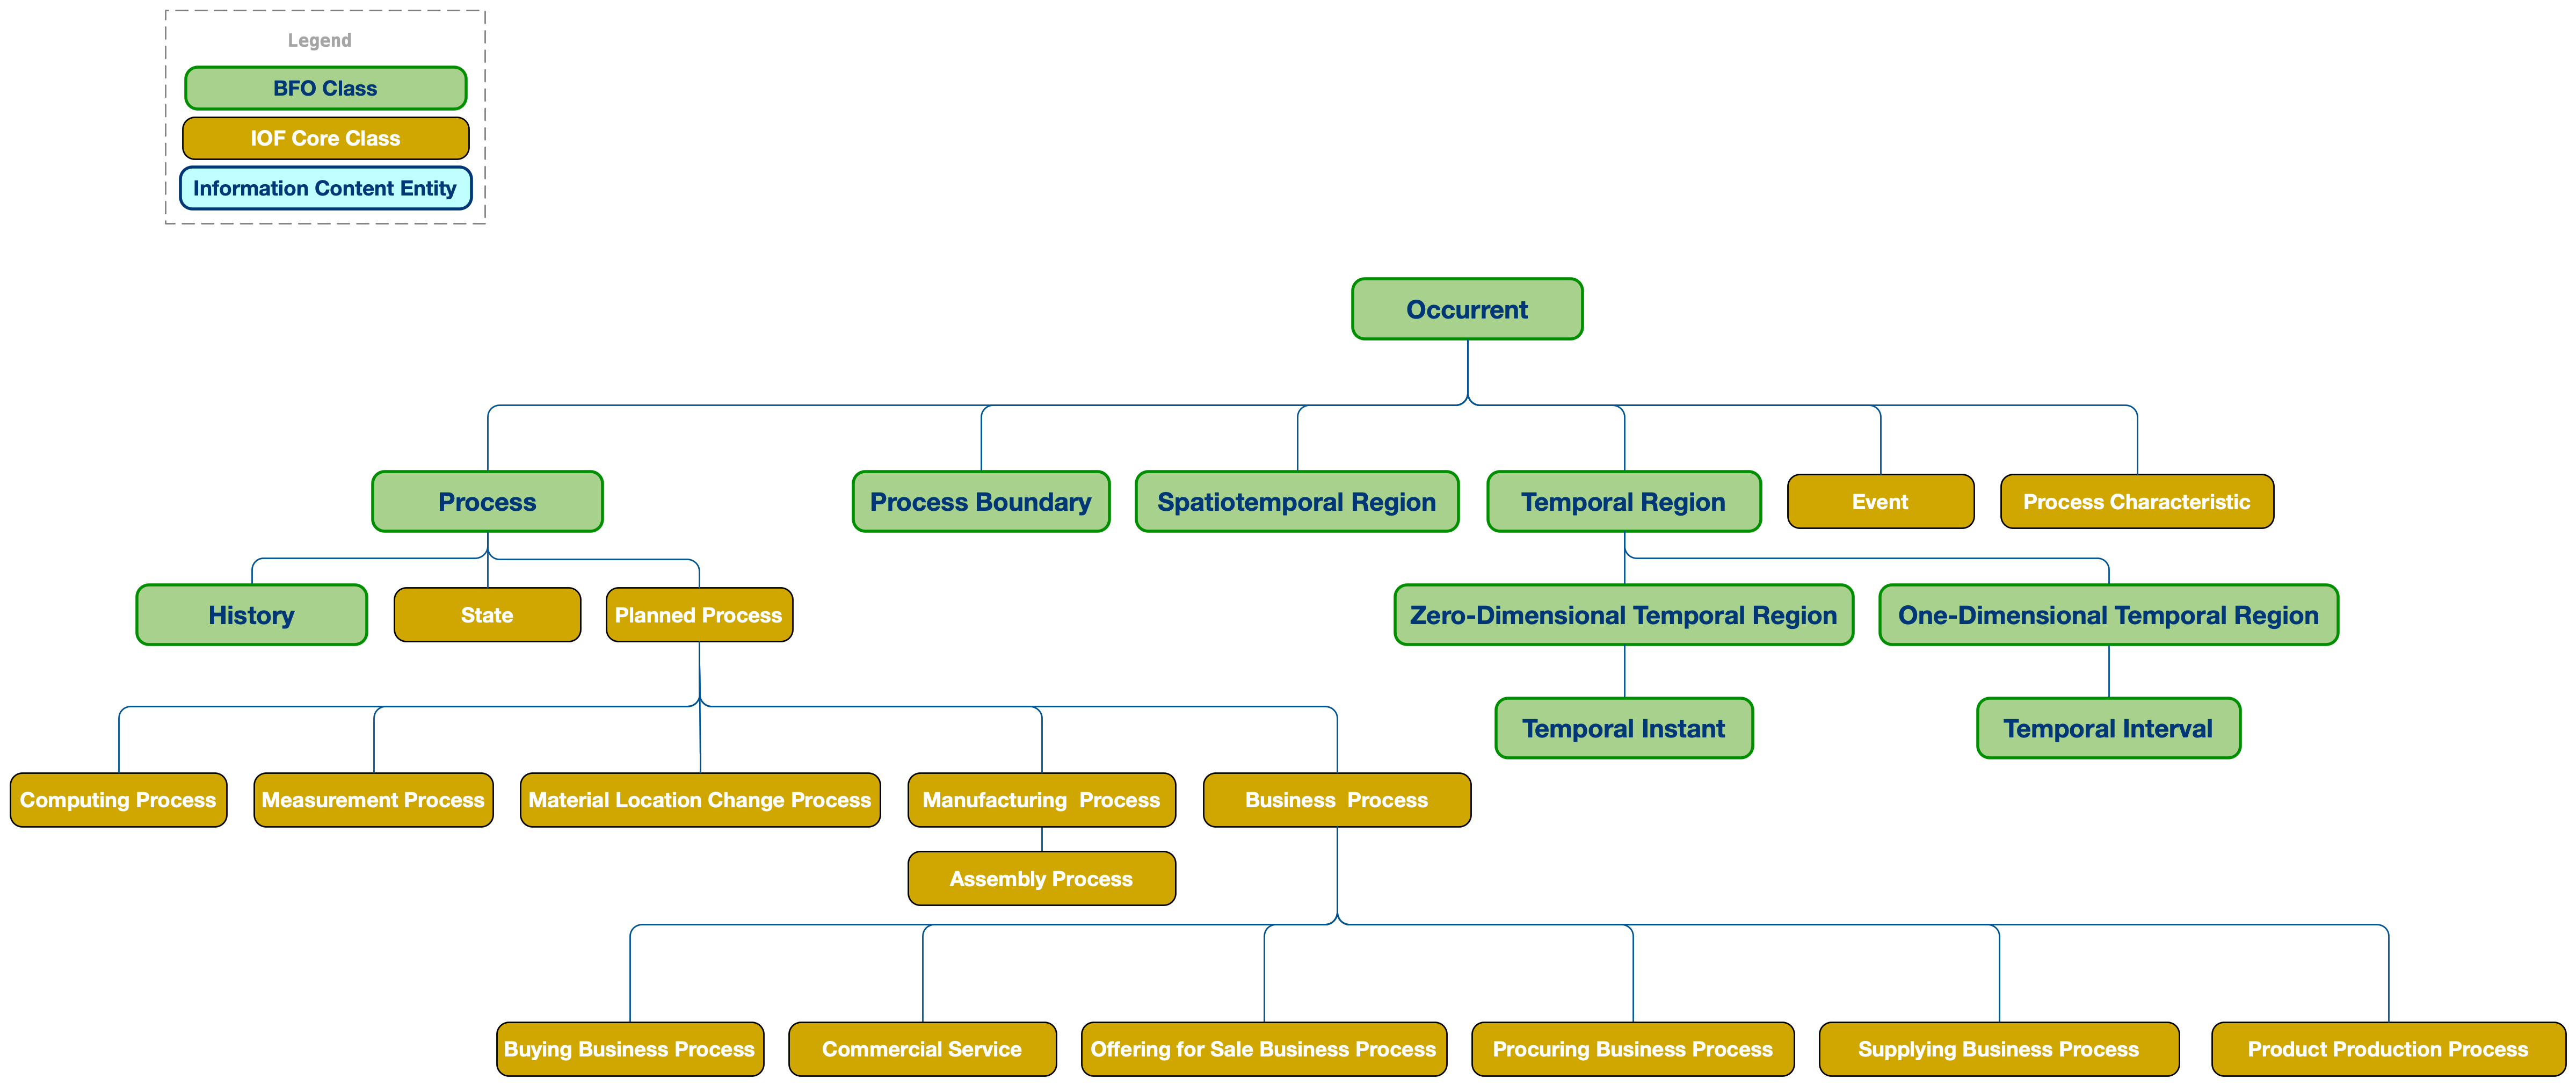 Legend
BFO Class
IOF Core Class
Information Content Entity
Occurrent
Process
Process Boundary
Spatiotemporal Region
Temporal Region
Event
Process Characteristic
History
State
Planned Process
Zero-Dimensional Temporal Region
One-Dimensional Temporal Region
Temporal Instant
Temporal Interval
Computing Process
Measurement Process
Material Location Change Process
Manufacturing  Process
Business  Process
Assembly Process
Buying Business Process
Commercial Service
Offering for Sale Business Process
Procuring Business Process
Supplying Business Process
Product Production Process